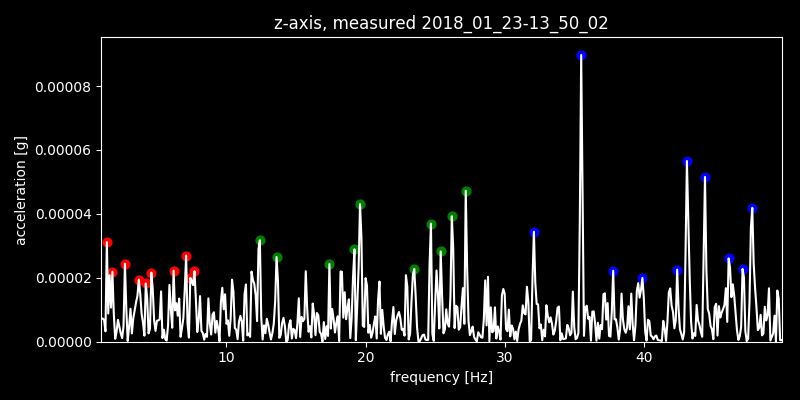 z-axis, measured 2018_01_23-13_50_02
0.00008
0.00006
0.00004
0.00002
0.00000
acceleration [g]
10 20 30 40
frequency [Hz]